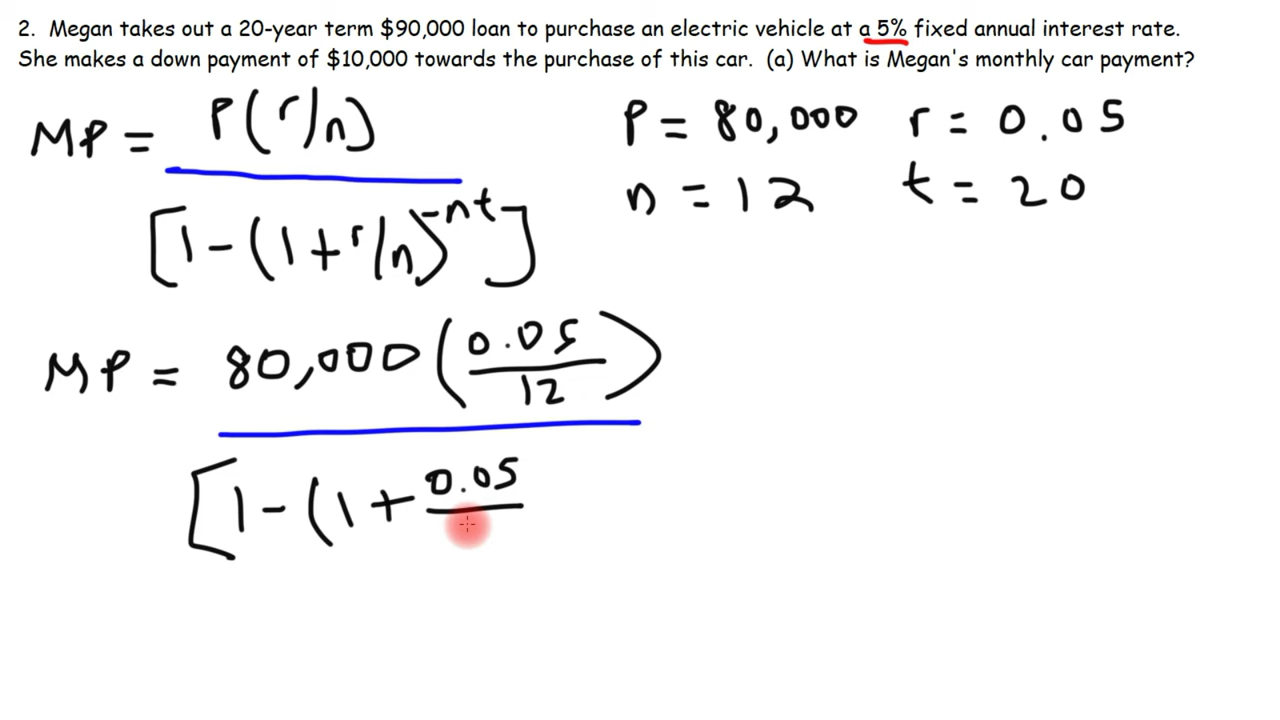 2. Megan takes out a 20-year term $90,000 loan to purchase an electric vehicle at a 5% fixed annual interest rate.
She makes a down payment of $10,000 towards the purchase of this car. (a) What is Megan's monthly car payment?
MP = P(r/n)
[1-(1+r/n)^-nt]
P = 80,000 r = 0.05
n = 12 t = 20
MP = 80,000(0.05/12)
[1-(1+0.05